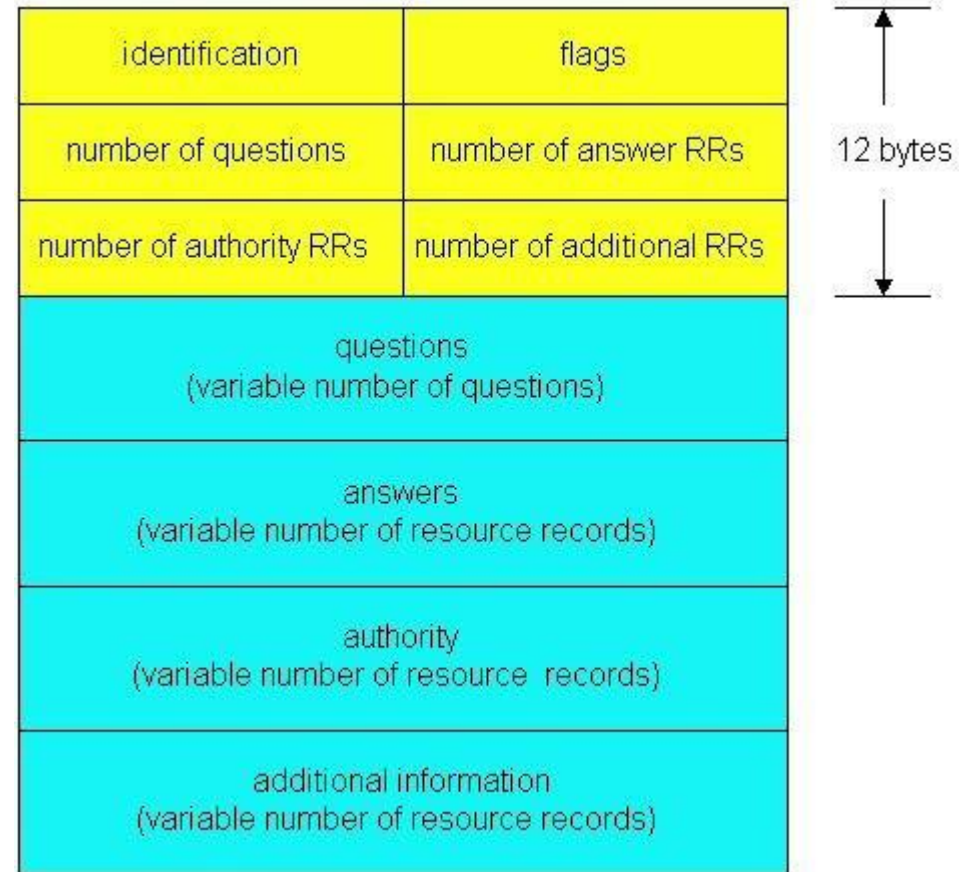 identification
flags
number of questions
number of answer RRs
12 bytes
number of authority RRs
number of additional RRs
questions
(variable number of questions)
answers
(variable number of resource records)
authority
(variable number of resource records)
additional information
(variable number of resource records)